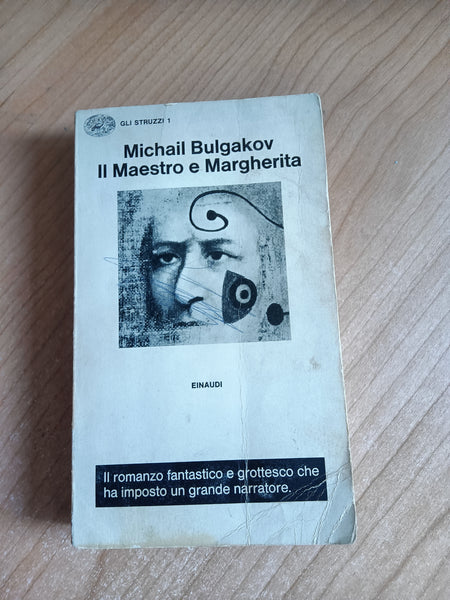 GLI STRUZZI 1
Michail Bulgakov
Il Maestro e Margherita
EINAUDI
Il romanzo fantastico e grottesco che
ha imposto un grande narratore.